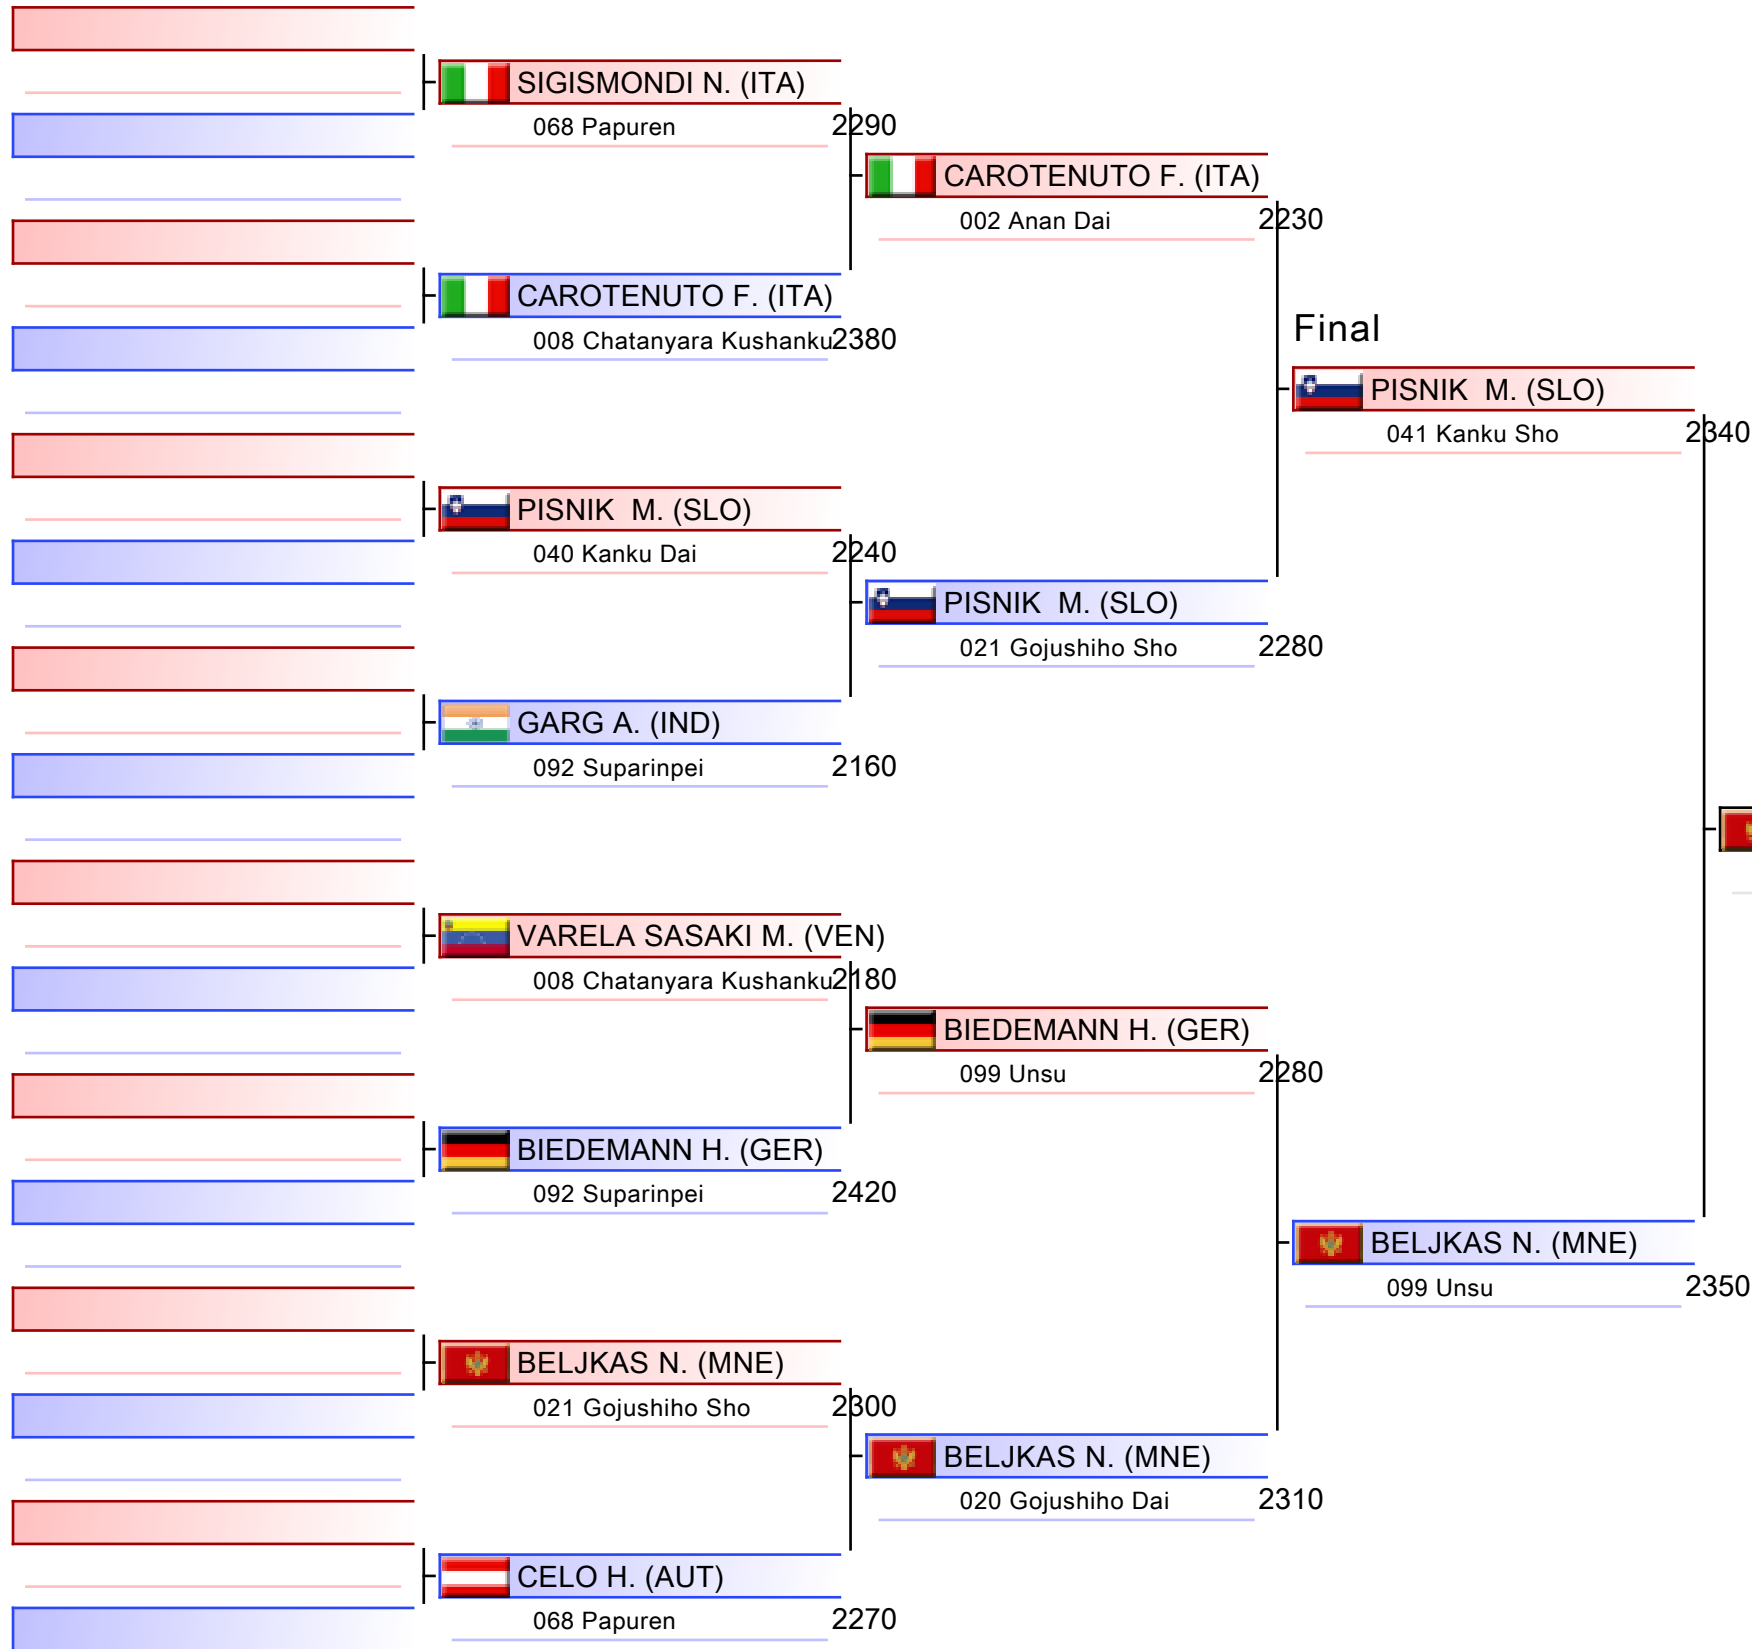 SIGISMONDI N. (ITA)
068 Papuren 2290
CAROTENUTO F. (ITA)
008 Chatanyara Kushanku 2380
PISNIK M. (SLO)
040 Kanku Dai 2240
GARG A. (IND)
092 Suparinpei 2160
VARELA SASAKI M. (VEN)
008 Chatanyara Kushanku 2180
BIEDEMANN H. (GER)
092 Suparinpei 2420
BELJKAS N. (MNE)
021 Gojushiho Sho 2300
CELO H. (AUT)
068 Papuren 2270
CAROTENUTO F. (ITA)
002 Anan Dai 2230
PISNIK M. (SLO)
021 Gojushiho Sho 2280
BIEDEMANN H. (GER)
099 Unsu 2280
BELJKAS N. (MNE)
020 Gojushiho Dai 2310
Final
PISNIK M. (SLO)
041 Kanku Sho 2340
BELJKAS N. (MNE)
099 Unsu 2350